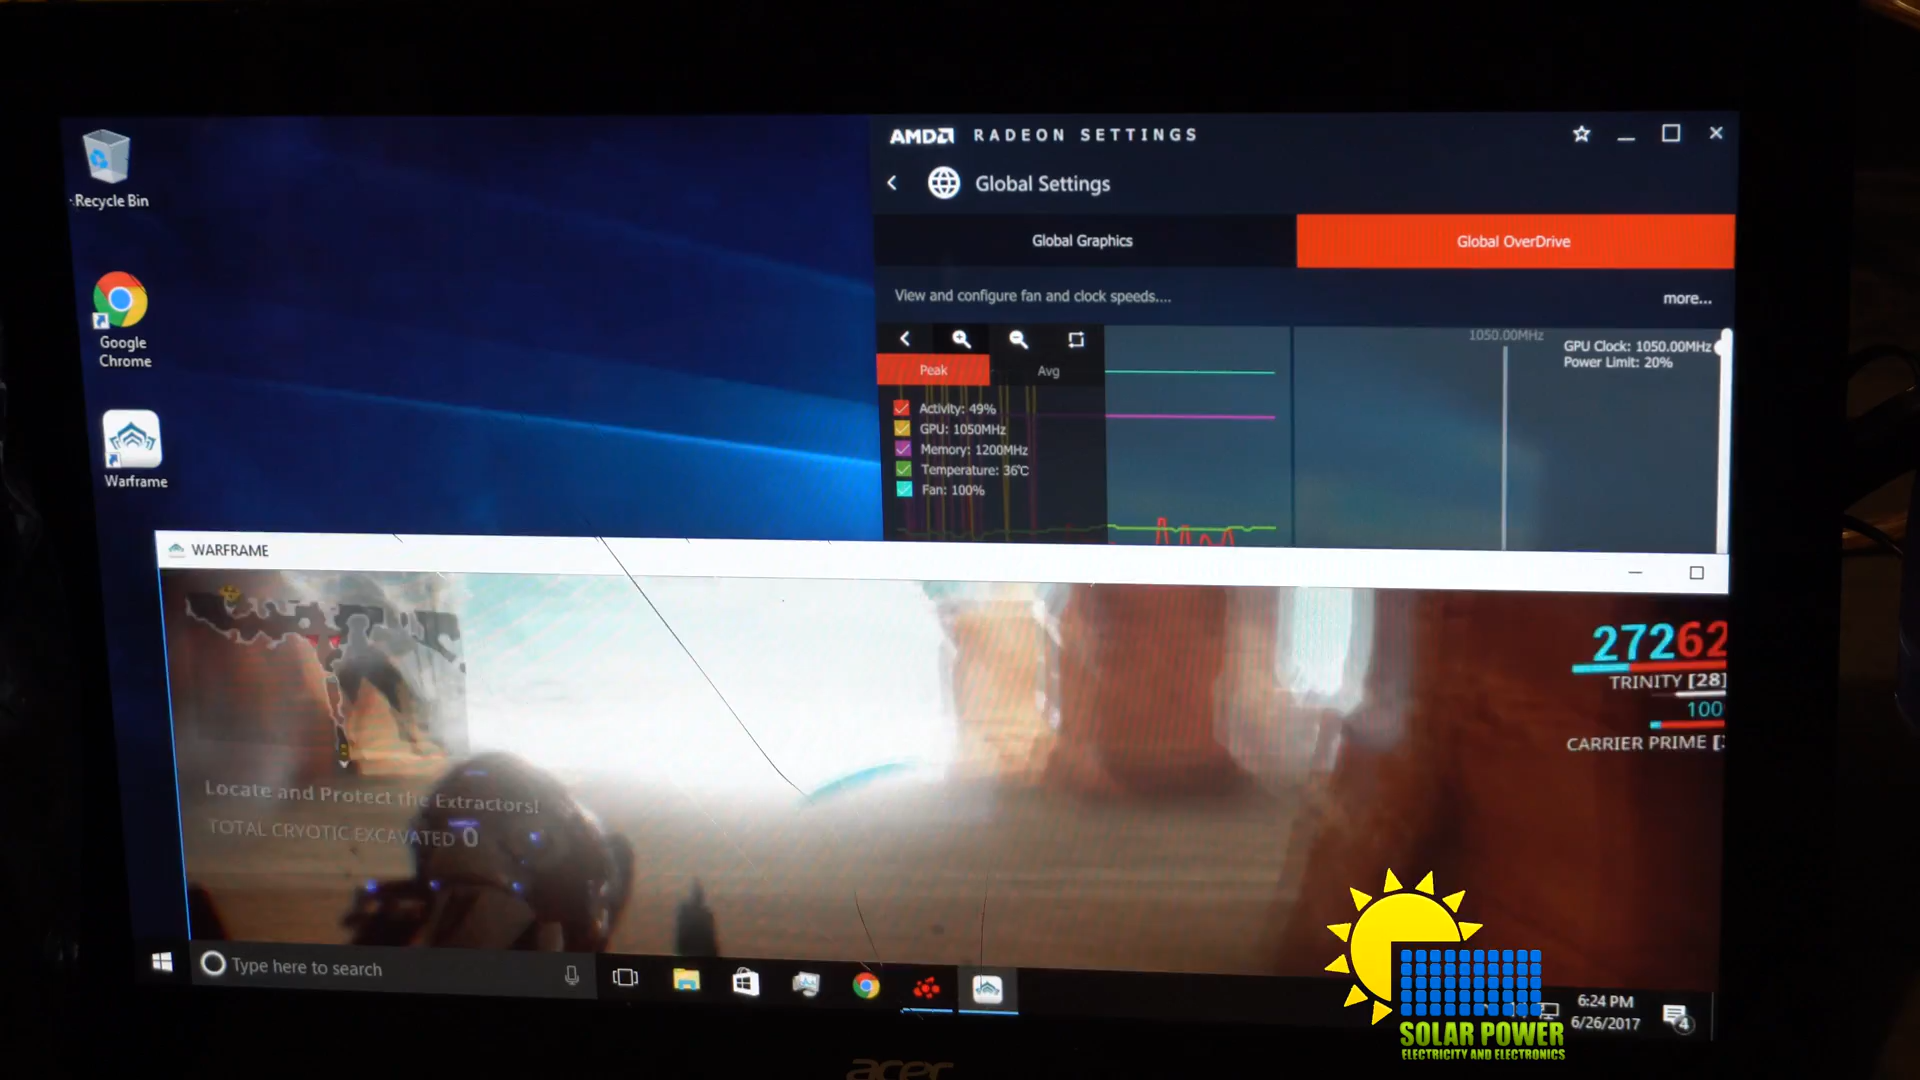 Recycle Bin
Google
Chrome
Warframe
AMD RADEON SETTINGS
Global Settings
Global Graphics
Global OverDrive
View and configure fan and clock speeds....
more...
Peak
Avg
Activity: 49%
GPU: 1050MHz
Memory: 1200MHz
Temperature: 36°C
Fan: 100%
1050.00MHz
GPU Clock: 1050.00MHz
Power Limit: 20%
WARFRAME
27262
TRINITY [28]
100
CARRIER PRIME [
Locate and Protect the Extractors!
TOTAL CRYOTIC EXCAVATED 0
Type here to search
6:24 PM
6/26/2017
4
SOLAR POWER
ELECTRICITY AND ELECTRONICS
acer